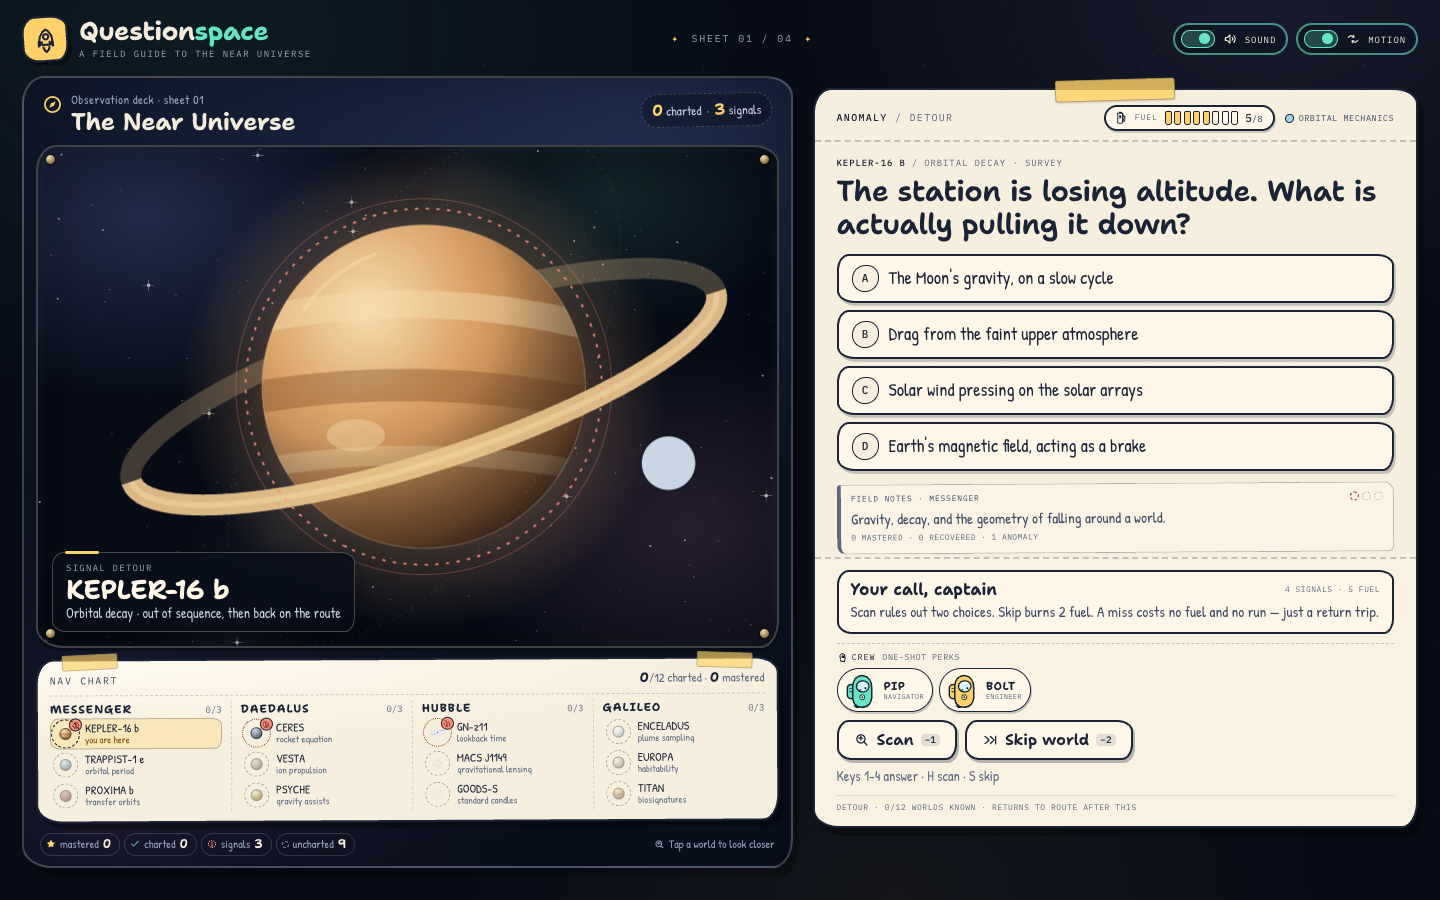 Questionspace
A FIELD GUIDE TO THE NEAR UNIVERSE
SHEET 01 / 04
SOUND
MOTION
Observation deck · sheet 01
The Near Universe
0 charted · 3 signals
SIGNAL DETOUR
KEPLER-16 b
Orbital decay · out of sequence, then back on the route
NAV CHART
0/12 charted · 0 mastered
MESSENGER 0/3
KEPLER-16 b
you are here
TRAPPIST-1 e
orbital period
PROXIMA b
transfer orbits
DAEDALUS 0/3
CERES
rocket equation
VESTA
ion propulsion
PSYCHE
gravity assists
HUBBLE 0/3
GN-z11
lookback time
MACS J1149
gravitational lensing
GOODS-S
standard candles
GALILEO 0/3
ENCELADUS
plume sampling
EUROPA
habitability
TITAN
biosignatures
mastered 0
charted 0
signals 3
uncharted 9
Tap a world to look closer
ANOMALY / DETOUR
FUEL 5/8
ORBITAL MECHANICS
KEPLER-16 B / ORBITAL DECAY · SURVEY
The station is losing altitude. What is
actually pulling it down?
A The Moon's gravity, on a slow cycle
B Drag from the faint upper atmosphere
C Solar wind pressing on the solar arrays
D Earth's magnetic field, acting as a brake
FIELD NOTES · MESSENGER
Gravity, decay, and the geometry of falling around a world.
0 MASTERED · 0 RECOVERED · 1 ANOMALY
Your call, captain
4 SIGNALS · 5 FUEL
Scan rules out two choices. Skip burns 2 fuel. A miss costs no fuel and no run — just a return trip.
CREW ONE-SHOT PERKS
PIP
NAVIGATOR
BOLT
ENGINEER
Scan −1
Skip world −2
Keys 1–4 answer · H scan · S skip
DETOUR · 0/12 WORLDS KNOWN · RETURNS TO ROUTE AFTER THIS